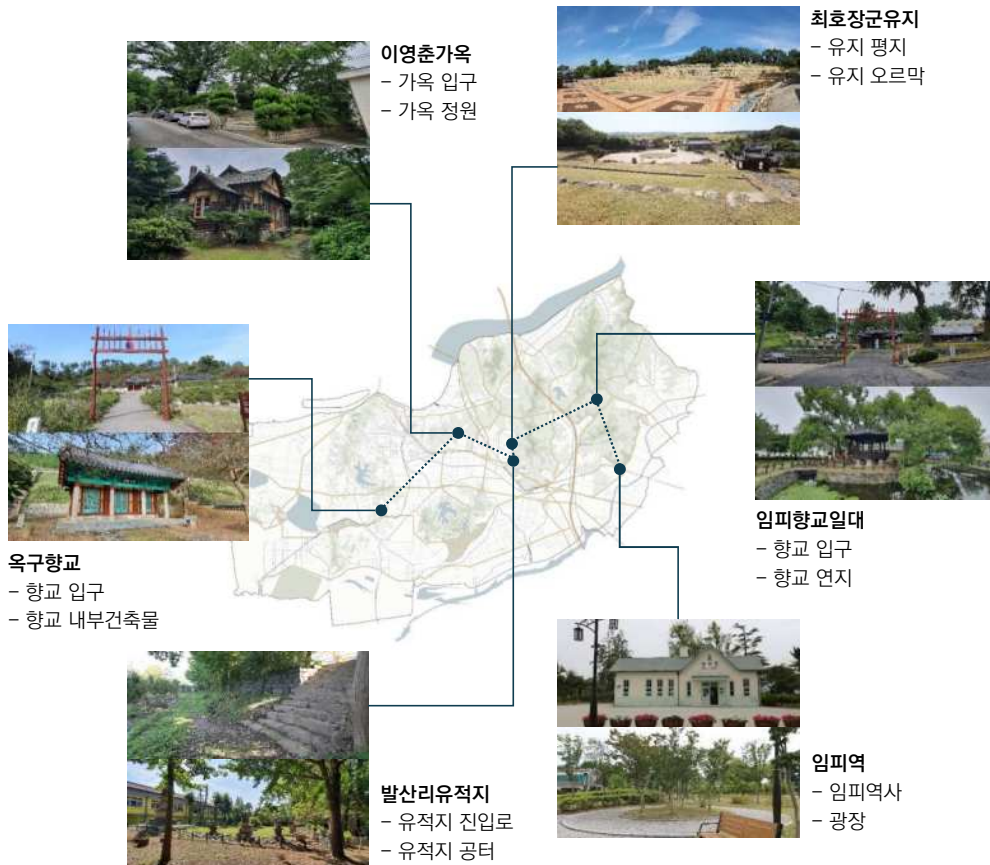 이영춘가옥
– 가옥 입구
– 가옥 정원
최호장군유지
– 유지 평지
– 유지 오르막
옥구향교
– 향교 입구
– 향교 내부건축물
임피향교일대
– 향교 입구
– 향교 연지
발산리유적지
– 유적지 진입로
– 유적지 공터
임피역
– 임피역사
– 광장